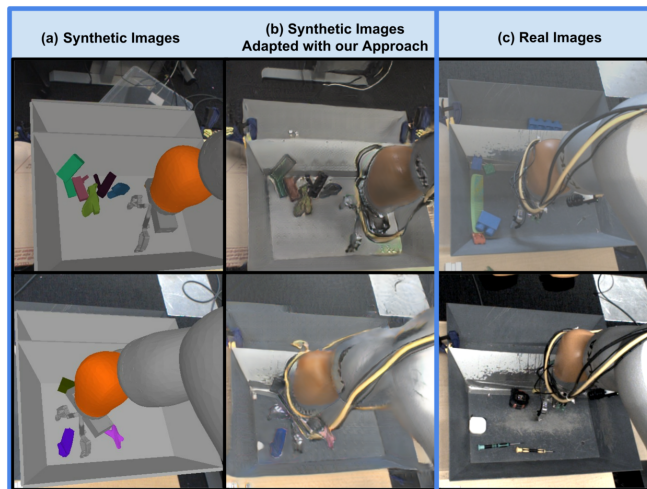 (a) Synthetic Images
(b) Synthetic Images
Adapted with our Approach
(c) Real Images